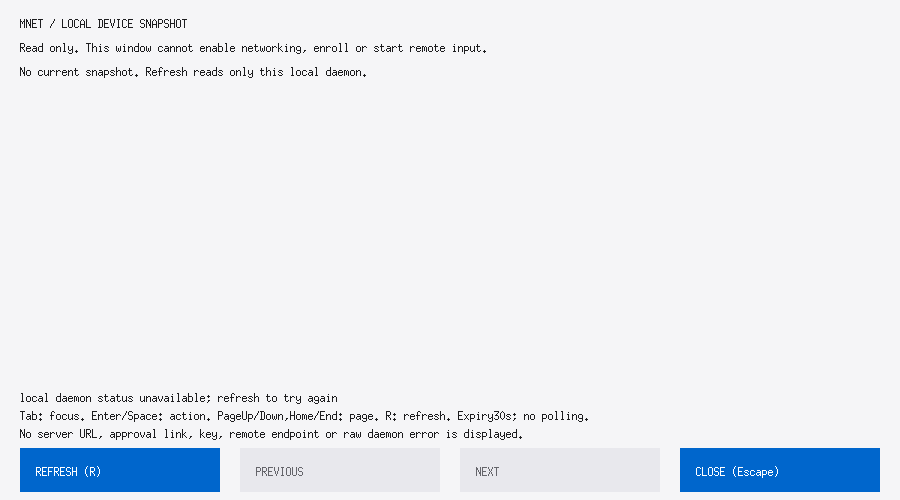 MNET / LOCAL DEVICE SNAPSHOT
Read only. This window cannot enable networking, enroll or start remote input.
No current snapshot. Refresh reads only this local daemon.
local daemon status unavailable; refresh to try again
Tab: focus. Enter/Space: action. PageUp/Down,Home/End: page. R: refresh. Expiry30s; no polling.
No server URL, approval link, key, remote endpoint or raw daemon error is displayed.
REFRESH (R)
PREVIOUS
NEXT
CLOSE (Escape)